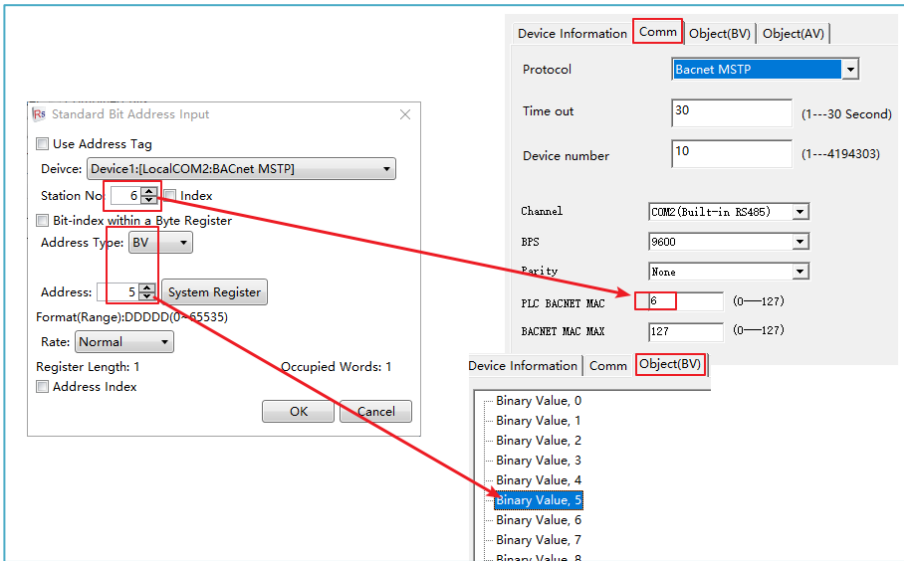 Standard Bit Address Input
Use Address Tag
Deivce: Device1:[LocalCOM2:BACnet MSTP]
Station No: 6 Index
Bit-index within a Byte Register
Address Type: BV
Address: 5 System Register
Format(Range):DDDDD(0~65535)
Rate: Normal
Register Length: 1 Occupied Words: 1
Address Index
OK Cancel
Device Information Comm Object(BV) Object(AV)
Protocol Bacnet MSTP
Time out 30 (1---30 Second)
Device number 10 (1---4194303)
Channel COM2(Built-in RS485)
BPS 9600
Parity None
PLC BACNET MAC 6 (0——127)
BACNET MAC MAX 127 (0——127)
Device Information Comm Object(BV)
Binary Value, 0
Binary Value, 1
Binary Value, 2
Binary Value, 3
Binary Value, 4
Binary Value, 5
Binary Value, 6
Binary Value, 7
Binary Value, 8